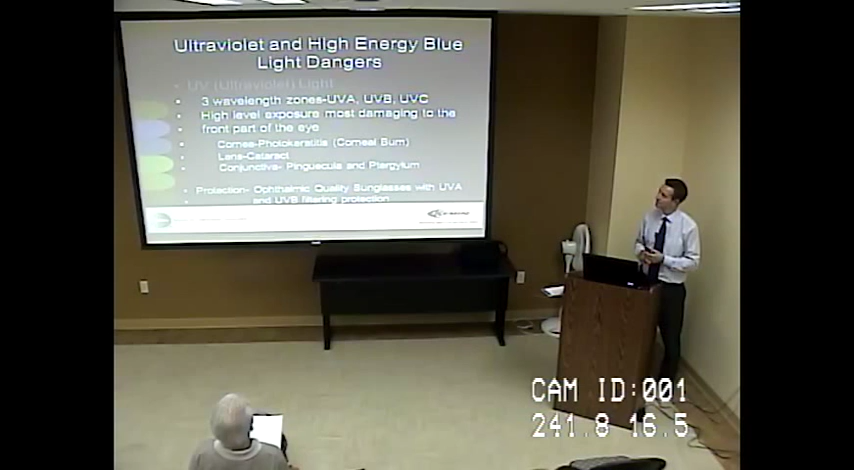 Ultraviolet and High Energy Blue
Light Dangers
UV (Ultraviolet) Light
3 wavelength zones-UVA, UVB, UVC
High level exposure most damaging to the
front part of the eye
Cornea-Photokeratitis (Corneal Burn)
Lens-Cataract
Conjunctiva- Pinguecula and Pterygium
Protection- Ophthalmic Quality Sunglasses with UVA
and UVB filtering protection
CAM ID:001
241.8 16.5